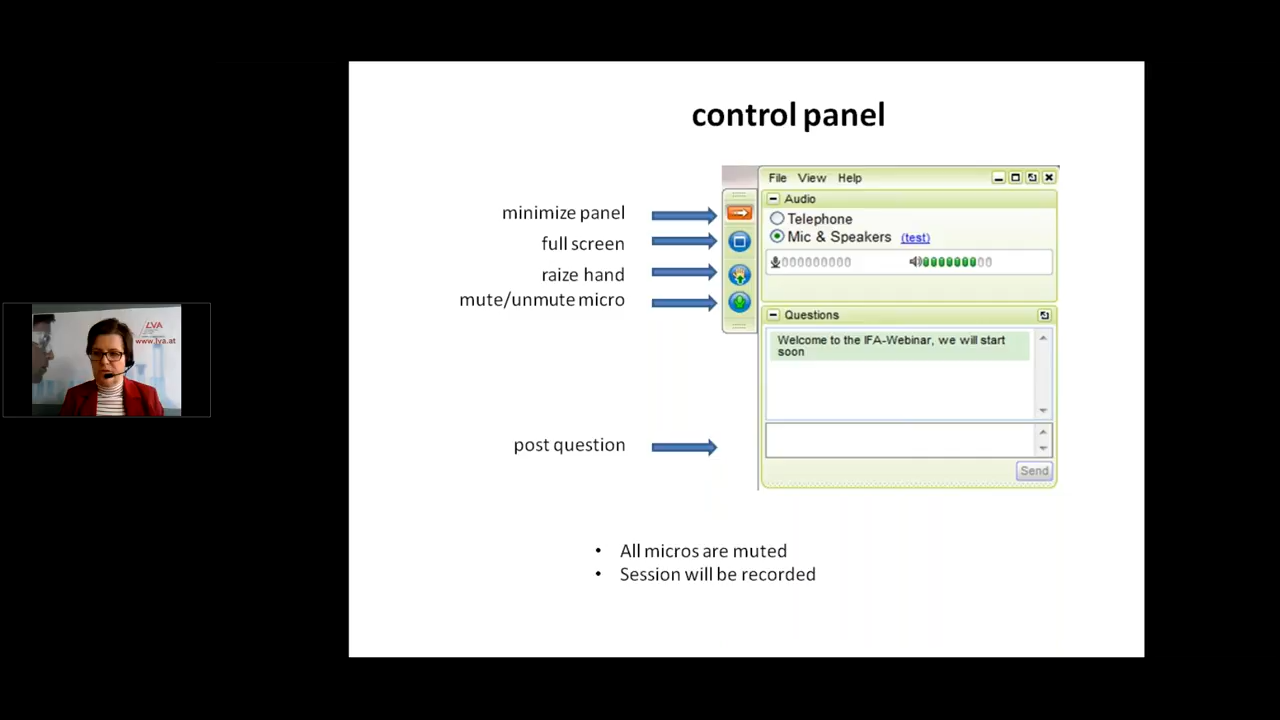 control panel
File View Help
Audio
minimize panel
Telephone
full screen
Mic & Speakers (test)
raize hand
mute/unmute micro
Questions
Welcome to the IFA-Webinar, we will start
soon
LVA
www.lva.at
post question
Send
• All micros are muted
• Session will be recorded